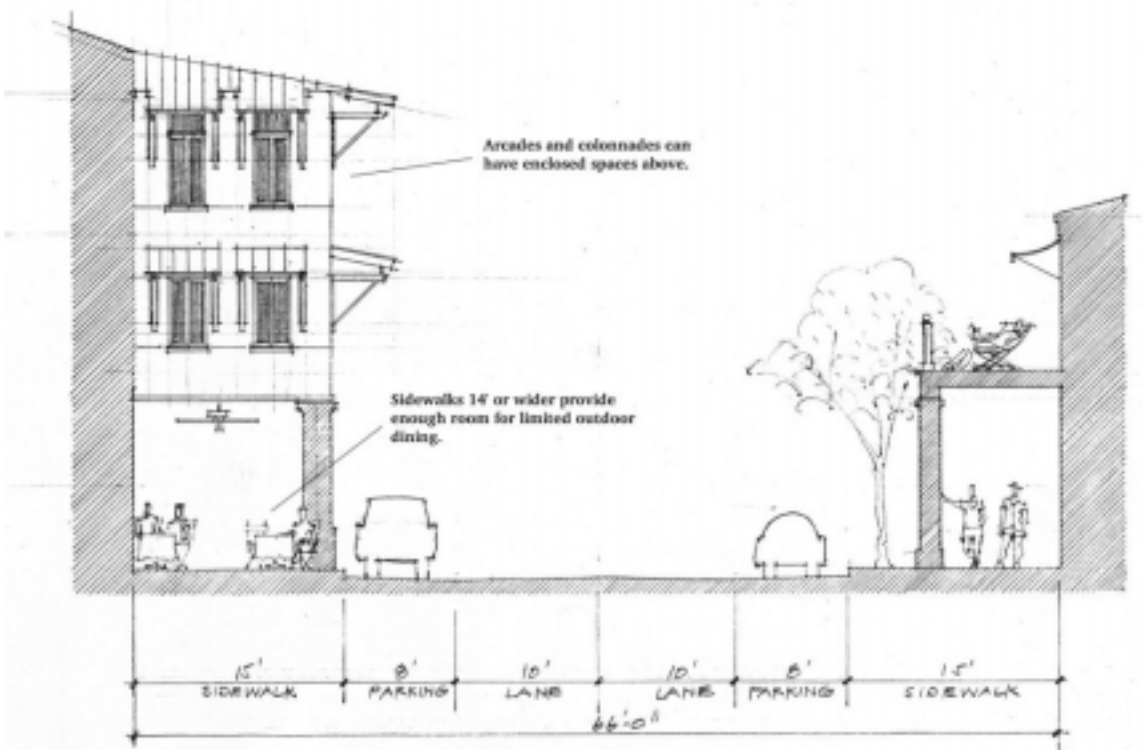 Arcades and colonnades can
have enclosed spaces above.
Sidewalks 14' or wider provide
enough room for limited outdoor
dining.
15' 8' 10' 10' 8' 15'
SIDEWALK PARKING LANE LANE PARKING SIDEWALK
66'-0"